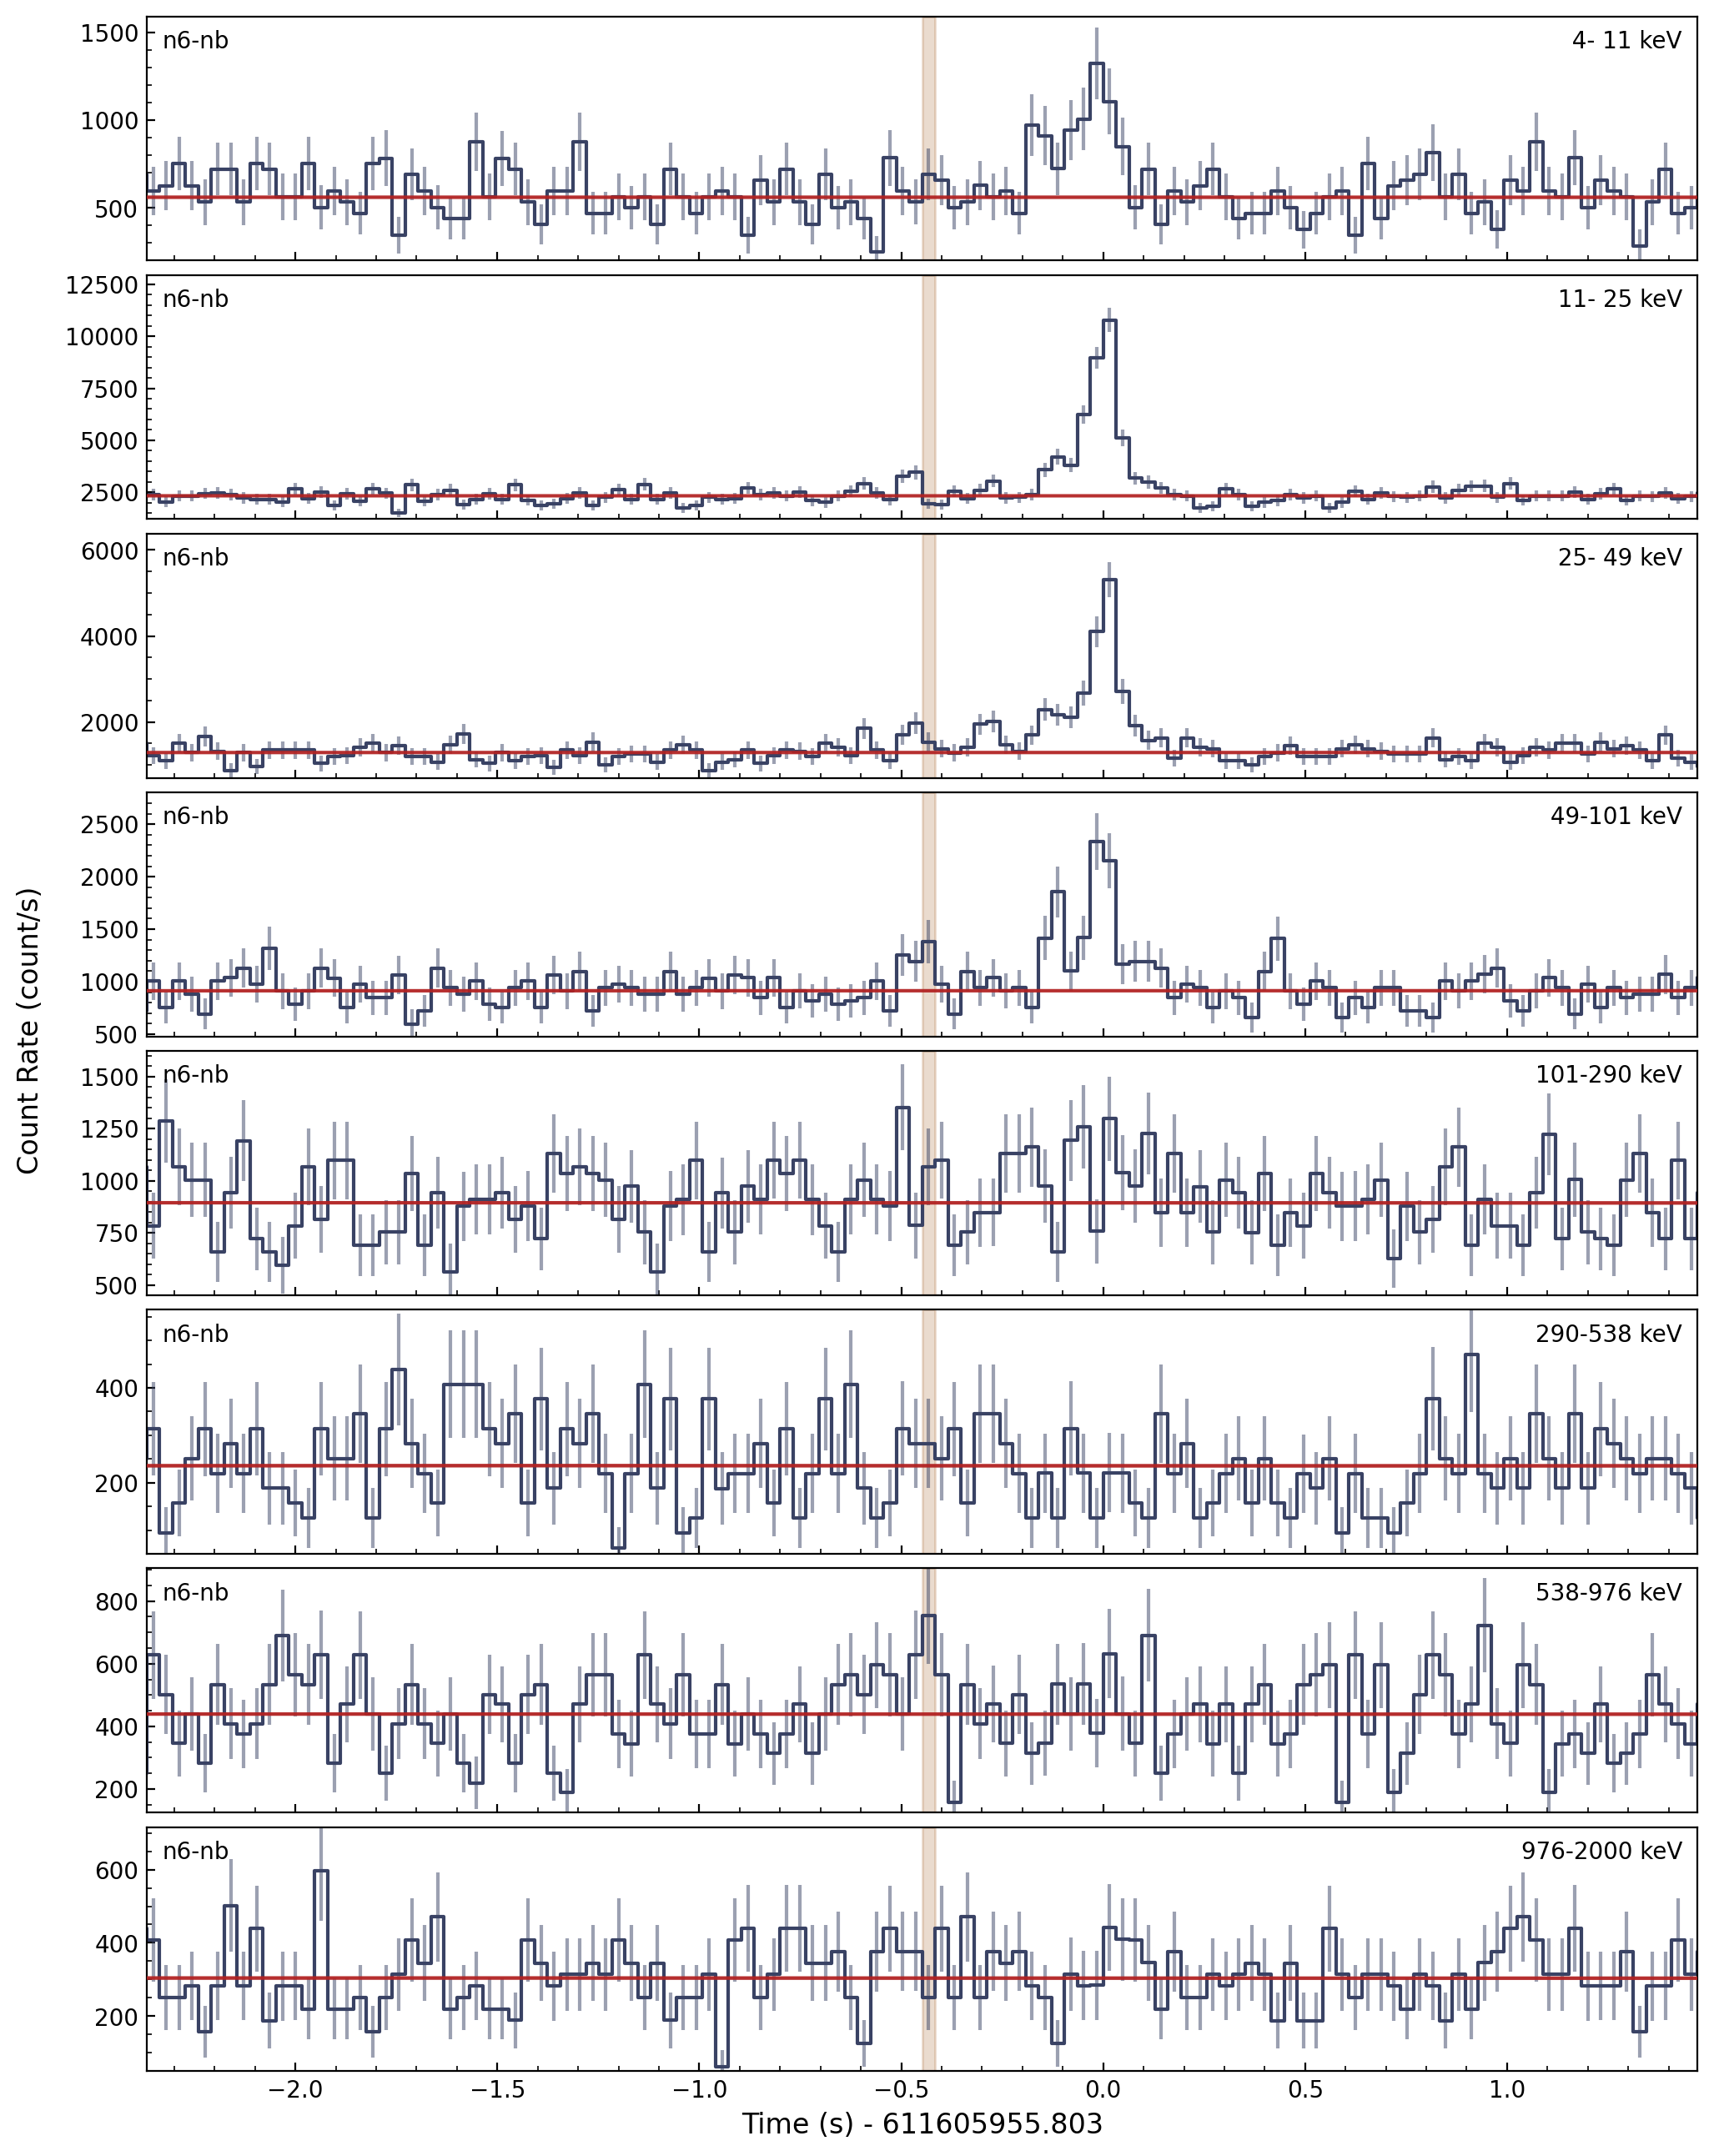 n6-nb 4- 11 keV
1500
1000
500
n6-nb 11- 25 keV
12500
10000
7500
5000
2500
n6-nb 25- 49 keV
6000
4000
2000
n6-nb 49-101 keV
2500
2000
1500
1000
500
n6-nb 101-290 keV
1500
1250
1000
750
500
n6-nb 290-538 keV
400
200
n6-nb 538-976 keV
800
600
400
200
n6-nb 976-2000 keV
600
400
200
Count Rate (count/s)
−2.0 −1.5 −1.0 −0.5 0.0 0.5 1.0
Time (s) - 611605955.803